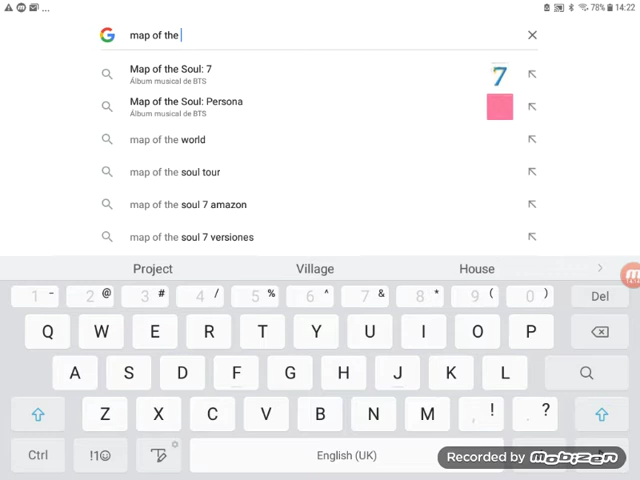 ... 78% 14:22
map of the
Map of the Soul: 7
Álbum musical de BTS
7
Map of the Soul: Persona
Álbum musical de BTS
map of the world
map of the soul tour
map of the soul 7 amazon
map of the soul 7 versiones
Project Village House
1 - 2 @ 3 # 4 / 5 % 6 ^ 7 & 8 * 9 ( 0 ) Del
Q W E R T Y U I O P
A S D F G H J K L
Z X C V B N M , ! . ?
Ctrl !1☺ English (UK)
Recorded by Mobizen